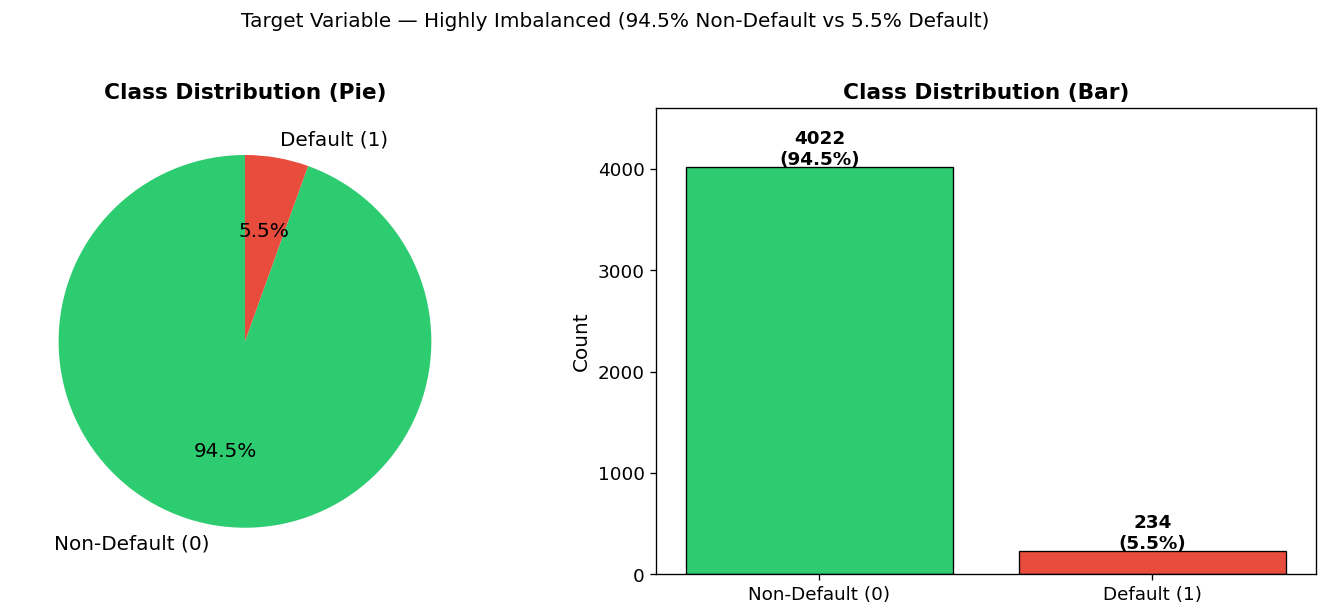 Target Variable — Highly Imbalanced (94.5% Non-Default vs 5.5% Default)
Class Distribution (Pie)
Default (1)
5.5%
94.5%
Non-Default (0)
Class Distribution (Bar)
Count
4000
3000
2000
1000
0
4022
(94.5%)
234
(5.5%)
Non-Default (0)
Default (1)